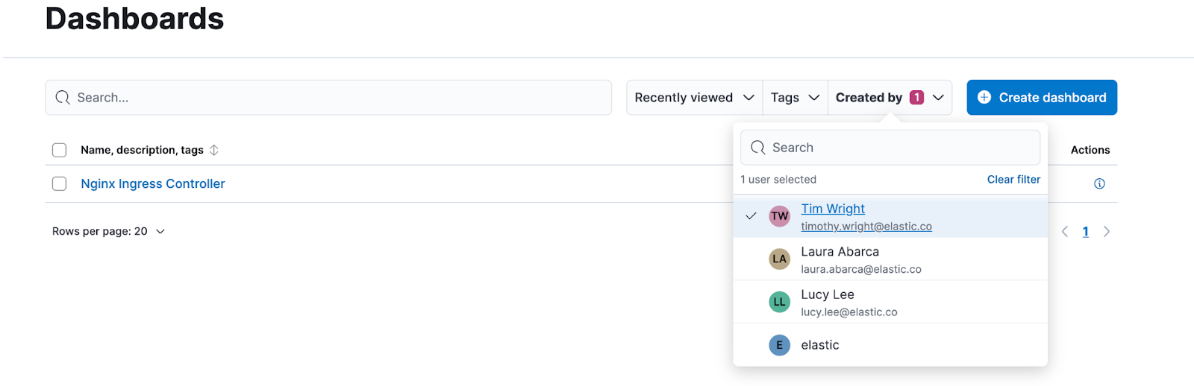 Dashboards
Search...
Recently viewed
Tags
Created by 1
Create dashboard
Name, description, tags
Actions
Nginx Ingress Controller
Rows per page: 20
1
Search
1 user selected
Clear filter
TW
Tim Wright
timothy.wright@elastic.co
LA
Laura Abarca
laura.abarca@elastic.co
LL
Lucy Lee
lucy.lee@elastic.co
E
elastic